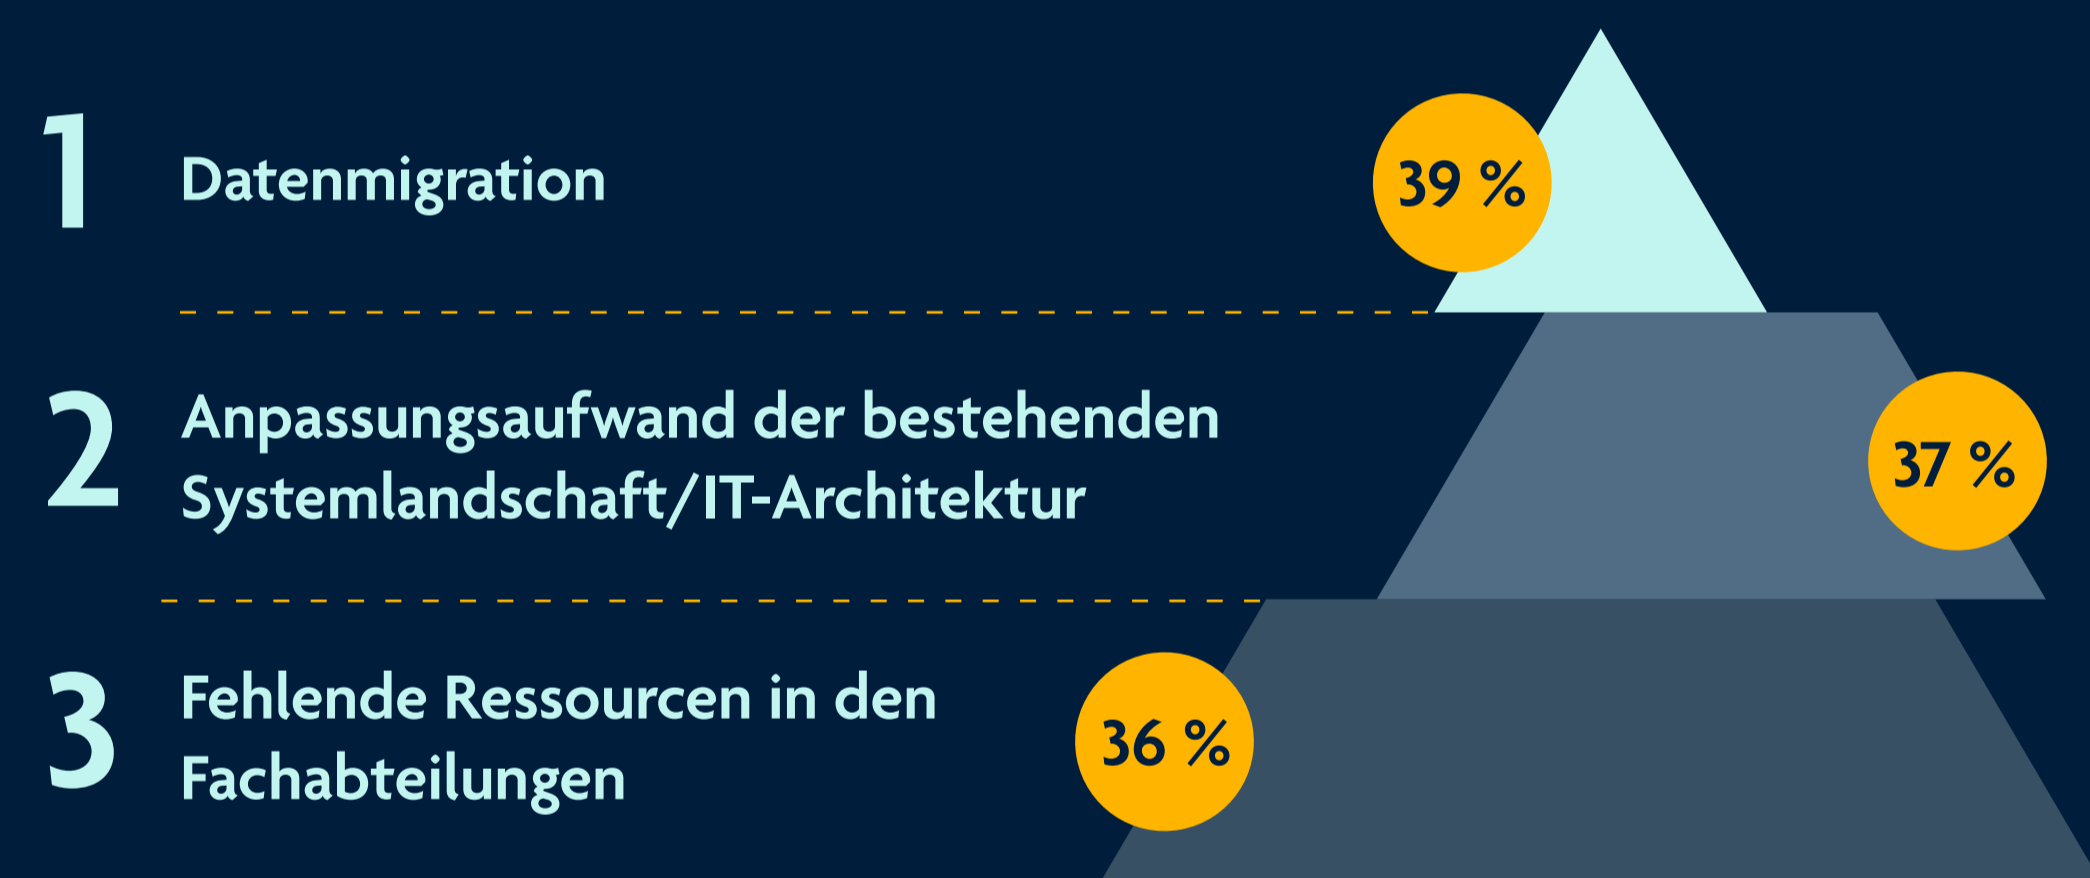 1
Datenmigration
39 %
2
Anpassungsaufwand der bestehenden
Systemlandschaft/IT-Architektur
37 %
3
Fehlende Ressourcen in den
Fachabteilungen
36 %